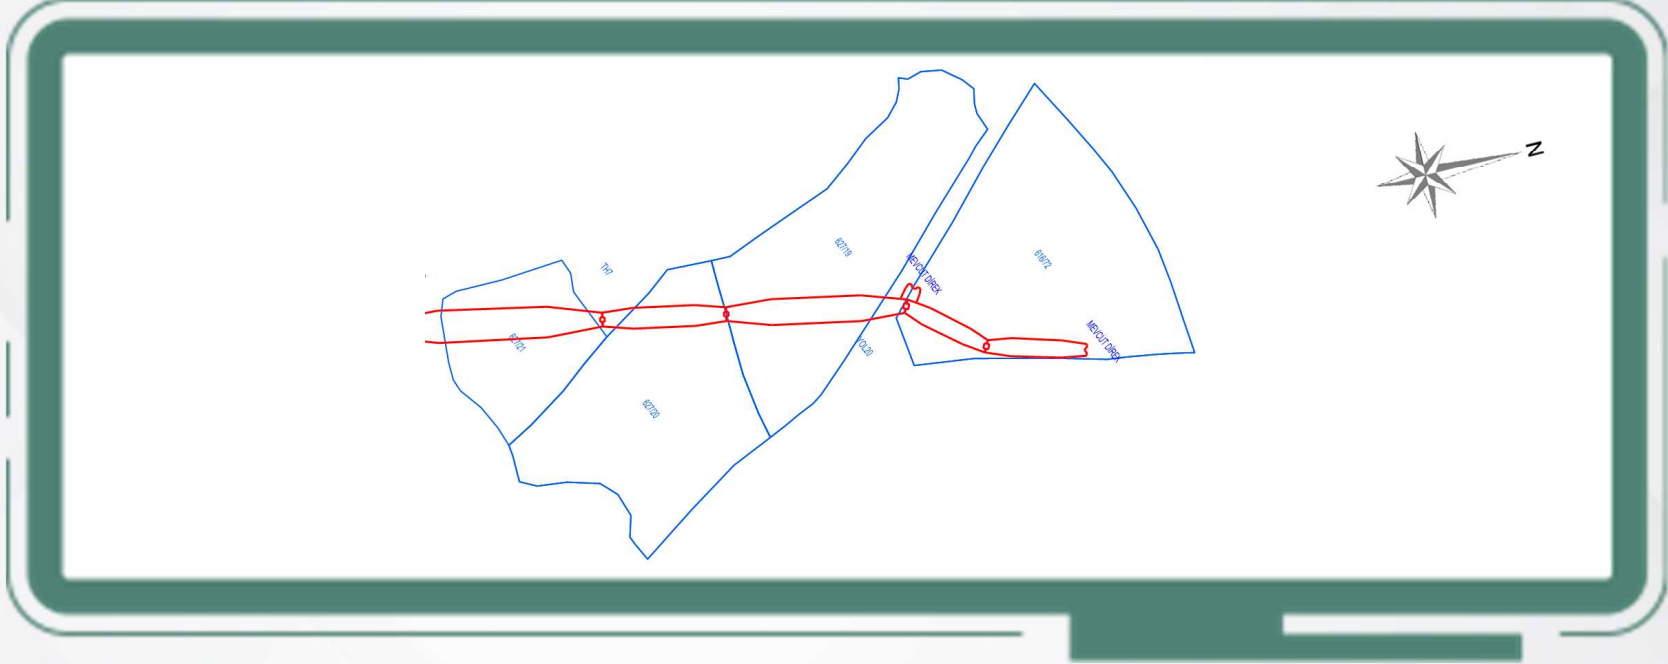 N
627/19
MEVCUT DİREK
616/72
TH7
627/21
YOL20
MEVCUT DİREK
627/20